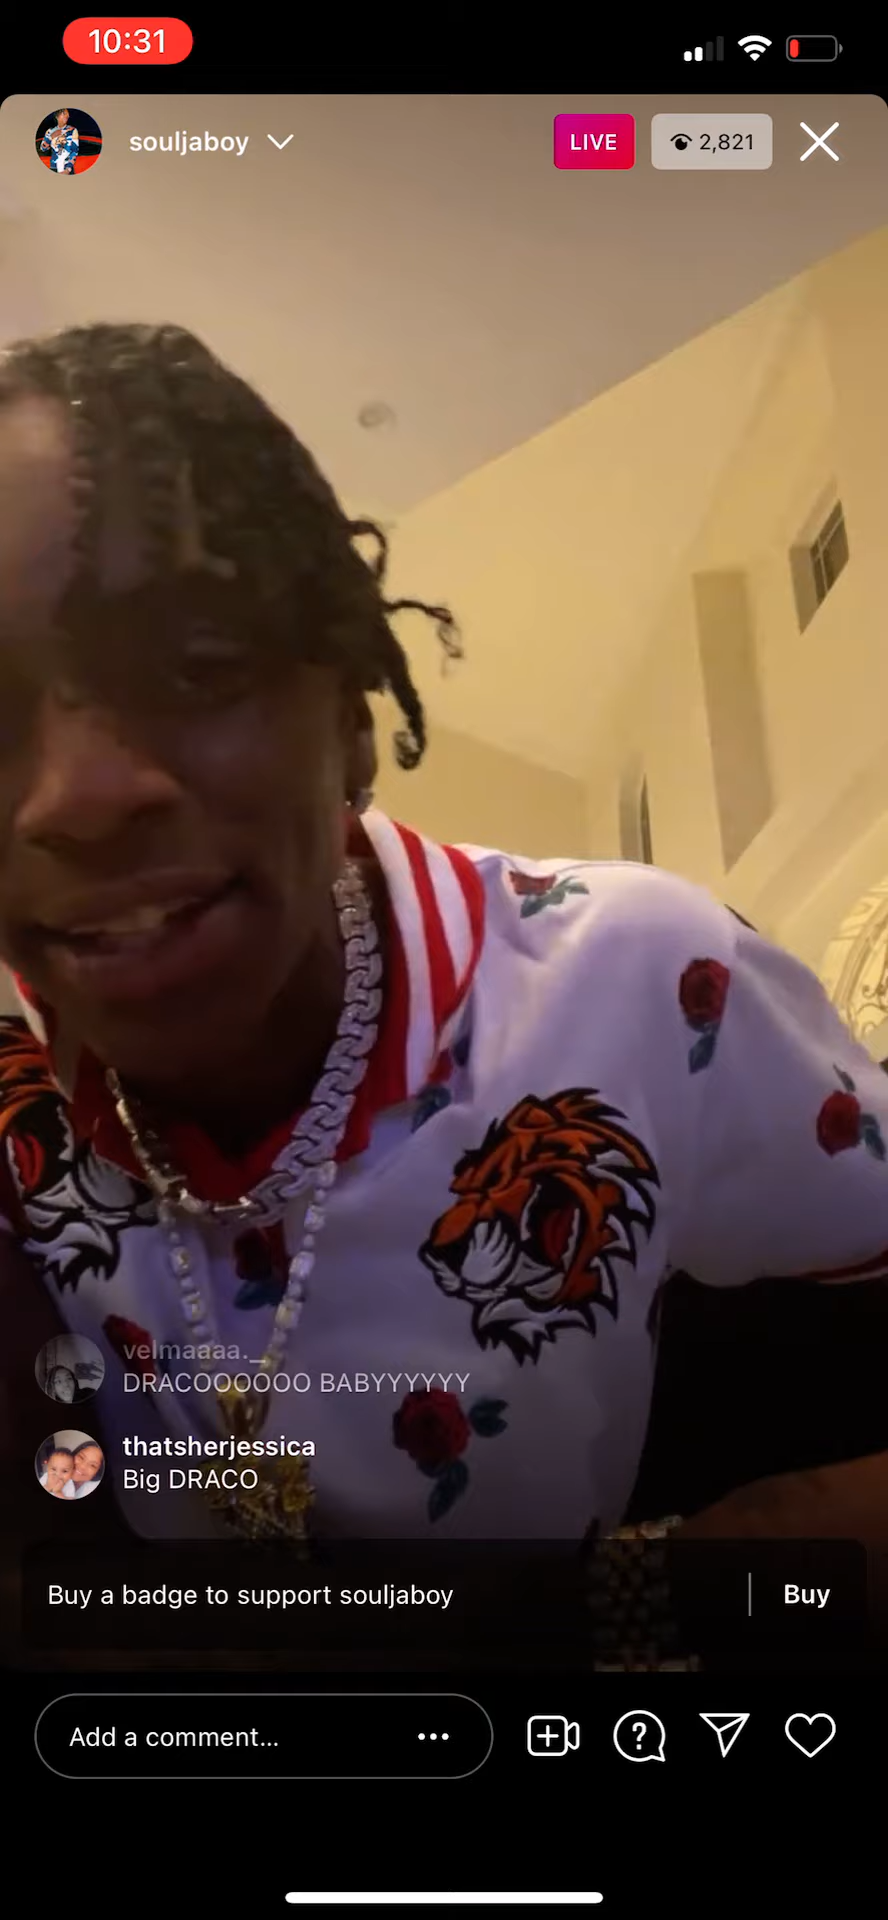 10:31
souljaboy
LIVE
2,821
velmaaaa._
DRACOOOOOO BABYYYYYY
thatsherjessica
Big DRACO
Buy a badge to support souljaboy
Buy
Add a comment...